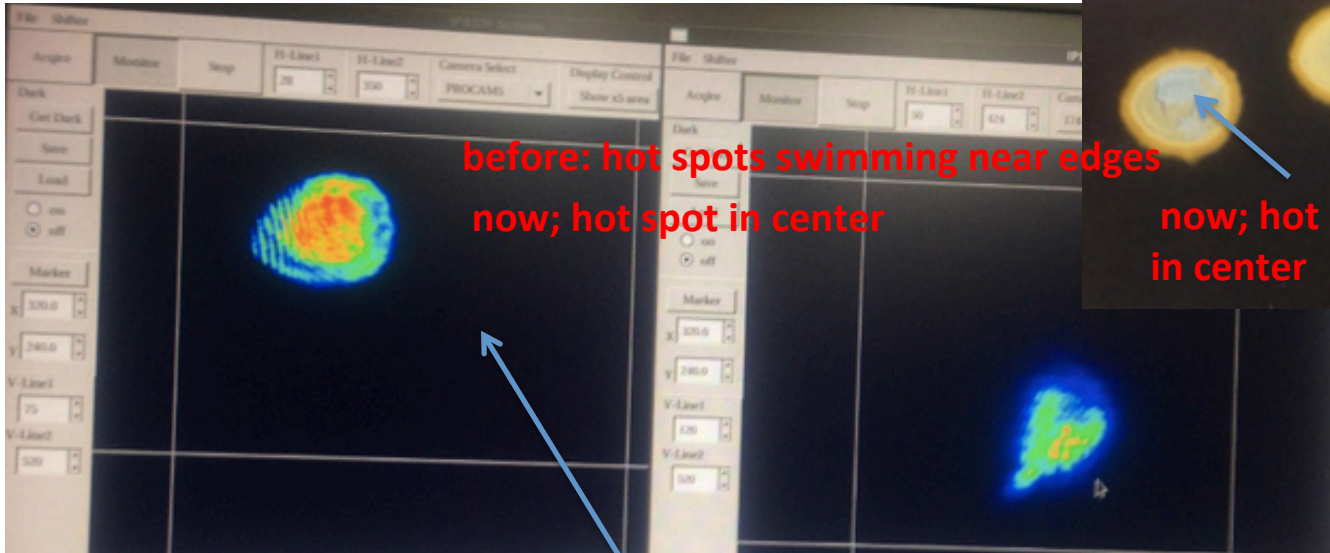 File Shifter
Acqire Monitor Stop
H-Line1 H-Line2 Camera Select Display Control
28 350 PROCAM5 Show x5 area
Dark
Get Dark
Save
Load
on
off
Marker
X 320.0
Y 240.0
V-Line1
75
V-Line2
520
File Shifter
Acqire Monitor Stop
H-Line1 H-Line2
50 424
Dark
Save
on
off
Marker
X 320.0
Y 240.0
V-Line1
120
V-Line2
520
before: hot spots swimming near edges
now; hot spot in center
now; hot
in center